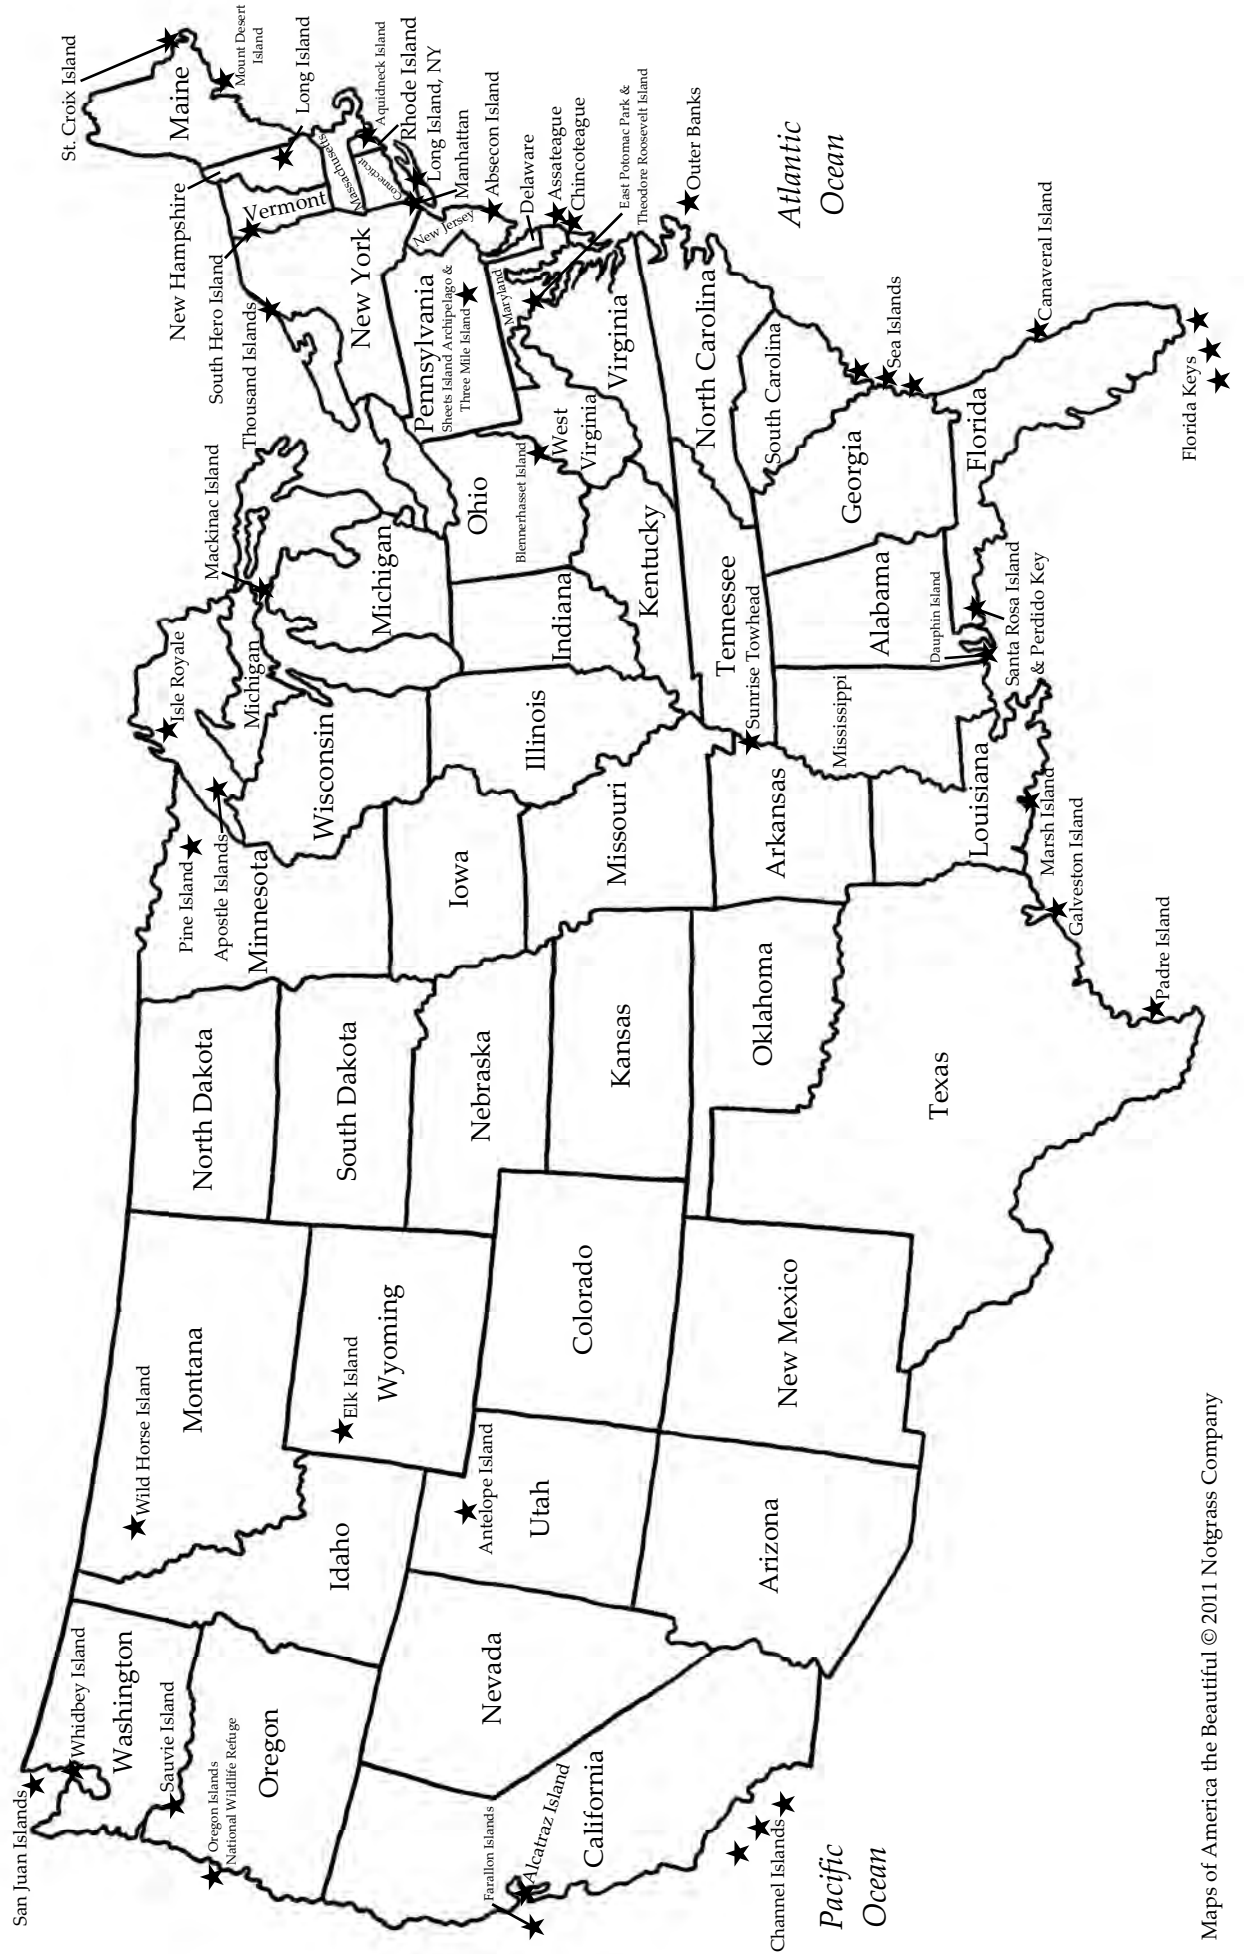 San Juan Islands
Whidbey Island
Washington
Sauvie Island
Oregon Islands
National Wildlife Refuge
Oregon
Farallon Islands
Alcatraz Island
California
Channel Islands
Pacific
Ocean
Nevada
Idaho
Wild Horse Island
Montana
Elk Island
Wyoming
Antelope Island
Utah
Colorado
Arizona
New Mexico
North Dakota
South Dakota
Nebraska
Kansas
Oklahoma
Texas
Padre Island
Galveston Island
Pine Island
Apostle Islands
Minnesota
Iowa
Missouri
Arkansas
Louisiana
Marsh Island
Isle Royale
Michigan
Wisconsin
Illinois
Mississippi
Sunrise Towhead
Tennessee
Mackinac Island
Michigan
Indiana
Kentucky
Alabama
Dauphin Island
Santa Rosa Island
& Perdido Key
Ohio
Blennerhasset Island
West
Virginia
Georgia
Florida
Florida Keys
Canaveral Island
Sea Islands
South Carolina
North Carolina
Virginia
Outer Banks
Atlantic
Ocean
Thousand Islands
South Hero Island
New Hampshire
St. Croix Island
Maine
Mount Desert
Island
Long Island
Vermont
New York
Massachusetts
Connecticut
Aquidneck Island
Rhode Island
Long Island, NY
Manhattan
New Jersey
Absecon Island
Pennsylvania
Sheets Island Archipelago &
Three Mile Island
Maryland
Delaware
Assateague
Chincoteague
East Potomac Park &
Theodore Roosevelt Island
Maps of America the Beautiful © 2011 Notgrass Company